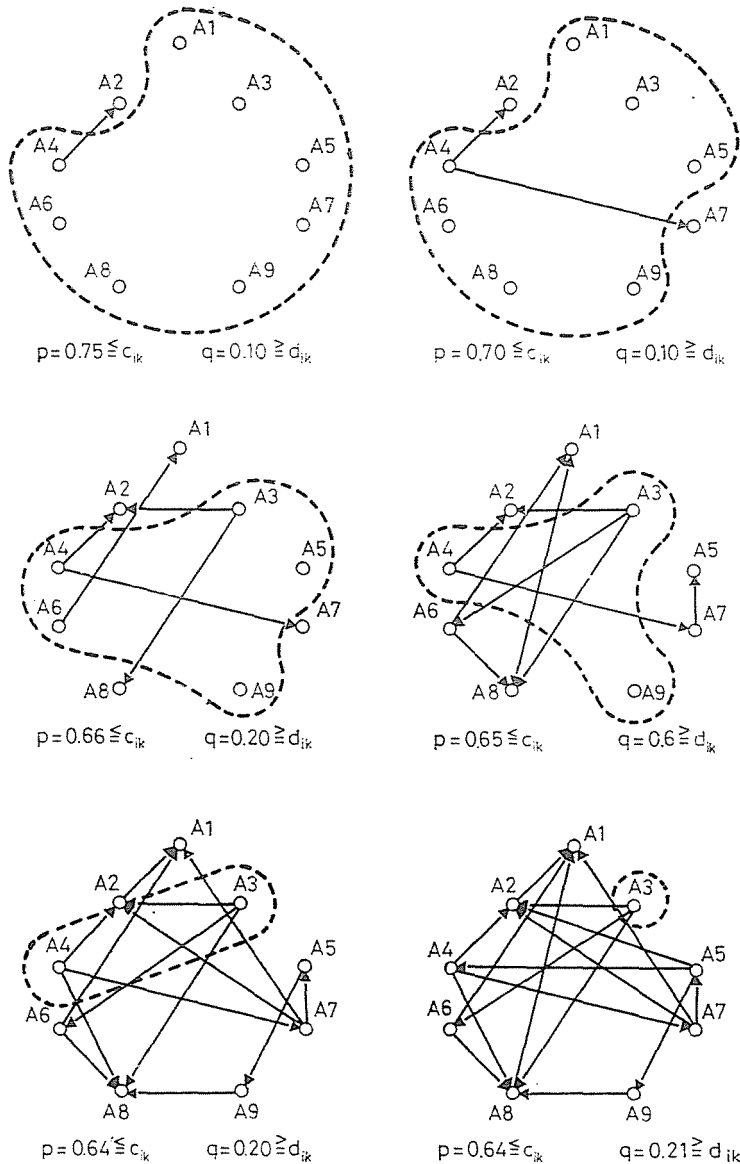 A1
A2
A3
A4
A5
A6
A7
A8
A9
p=0.75 ≦ c_ik q=0.10 ≧ d_ik
A1
A2
A3
A4
A5
A6
A7
A8
A9
p=0.70 ≦ c_ik q=0.10 ≧ d_ik
A1
A2
A3
A4
A5
A6
A7
A8
A9
p=0.66 ≦ c_ik q=0.20 ≧ d_ik
A1
A2
A3
A4
A5
A6
A7
A8
A9
p=0.65 ≦ c_ik q=0.6 ≧ d_ik
A1
A2
A3
A4
A5
A6
A7
A8
A9
p=0.64 ≦ c_ik q=0.20 ≧ d_ik
A1
A2
A3
A4
A5
A6
A7
A8
A9
p=0.64 ≦ c_ik q=0.21 ≧ d_ik